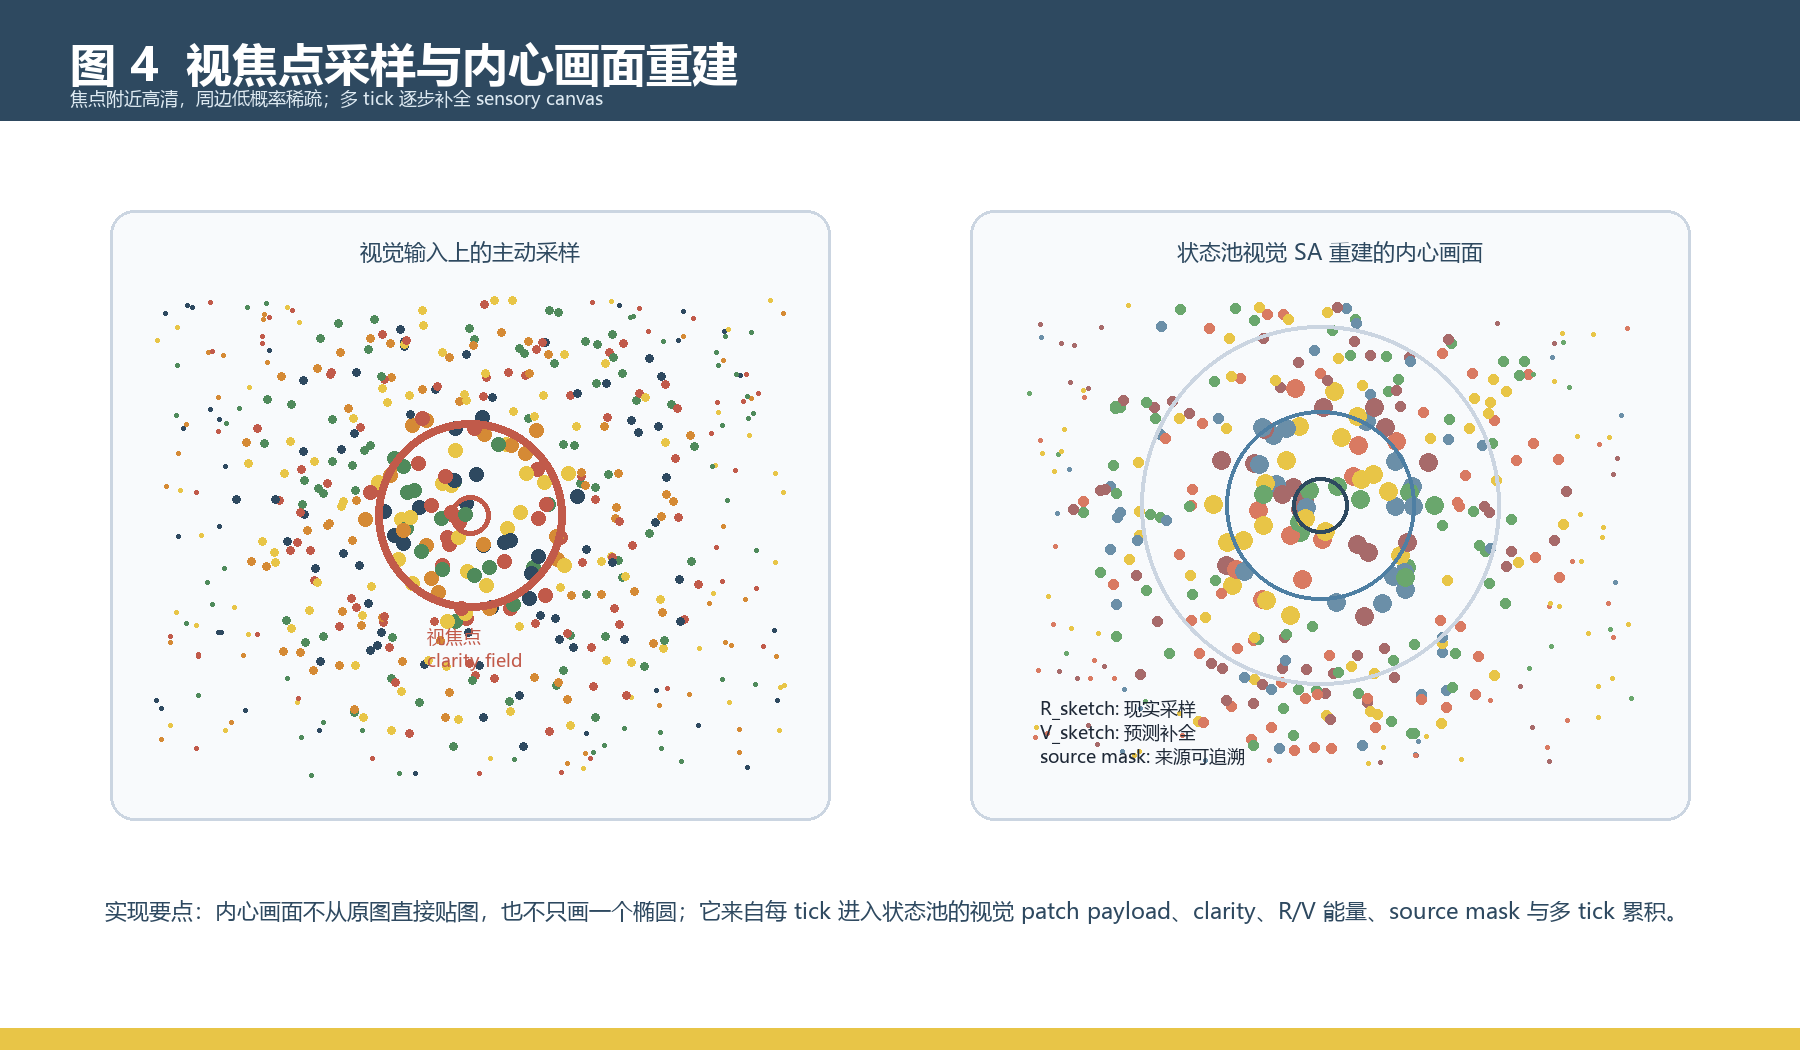 图 4 视焦点采样与内心画面重建
焦点附近高清，周边低概率稀疏；多 tick 逐步补全 sensory canvas
视觉输入上的主动采样
视焦点
clarity field
状态池视觉 SA 重建的内心画面
R_sketch: 现实采样
V_sketch: 预测补全
source mask: 来源可追溯
实现要点：内心画面不从原图直接贴图，也不只画一个椭圆；它来自每 tick 进入状态池的视觉 patch payload、clarity、R/V 能量、source mask 与多 tick 累积。